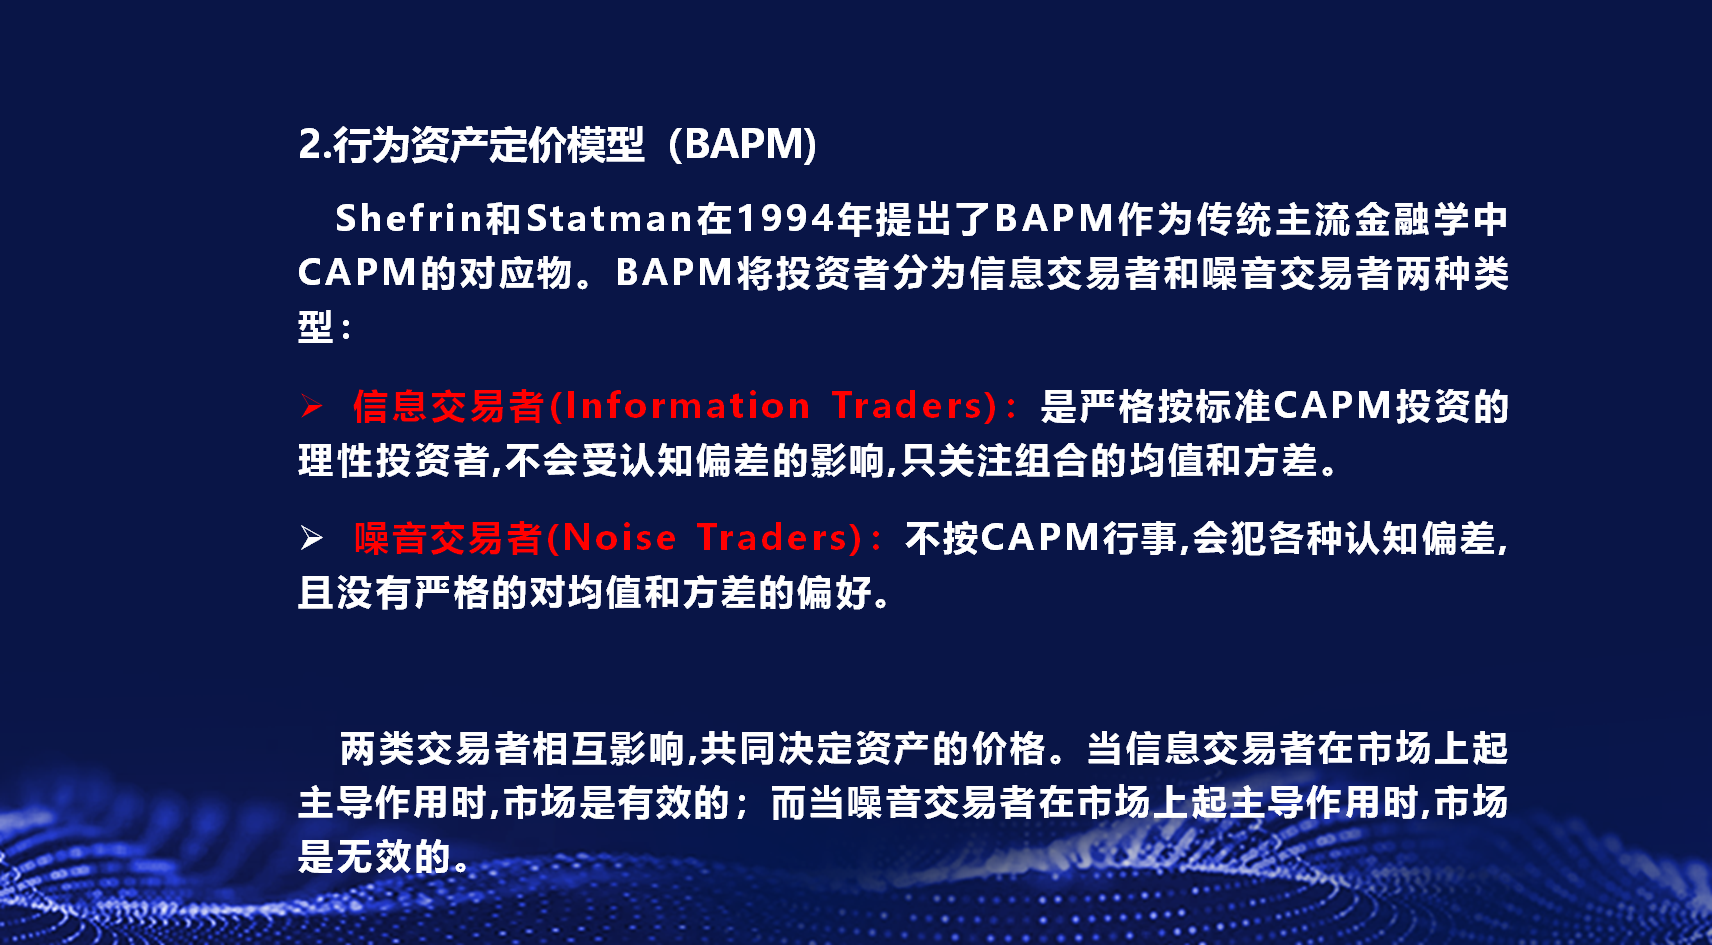 2.行为资产定价模型（BAPM)
Shefrin和Statman在1994年提出了BAPM作为传统主流金融学中
CAPM的对应物。BAPM将投资者分为信息交易者和噪音交易者两种类
型：
➢ 信息交易者(Information Traders)：是严格按标准CAPM投资的
理性投资者,不会受认知偏差的影响,只关注组合的均值和方差。
➢ 噪音交易者(Noise Traders)：不按CAPM行事,会犯各种认知偏差,
且没有严格的对均值和方差的偏好。
两类交易者相互影响,共同决定资产的价格。当信息交易者在市场上起
主导作用时,市场是有效的；而当噪音交易者在市场上起主导作用时,市场
是无效的。